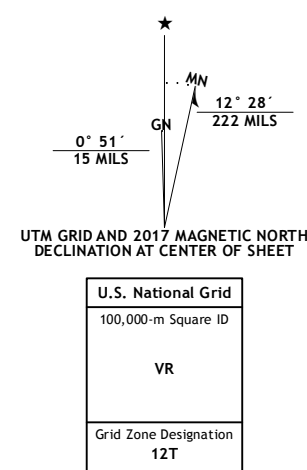 MN
GN
12° 28´
222 MILS
0° 51´
15 MILS
UTM GRID AND 2017 MAGNETIC NORTH
DECLINATION AT CENTER OF SHEET
U.S. National Grid
100,000-m Square ID
VR
Grid Zone Designation
12T